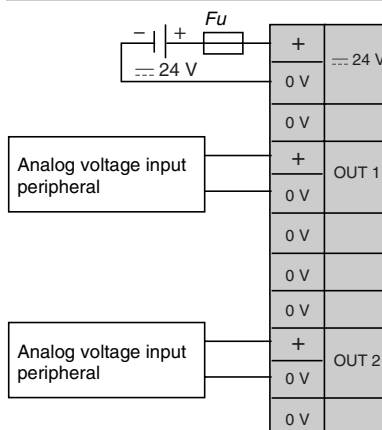 Fu
− +
⎓ 24 V
+
⎓ 24 V
0 V
0 V
Analog voltage input
peripheral
+
OUT 1
0 V
0 V
0 V
0 V
Analog voltage input
peripheral
+
OUT 2
0 V
0 V